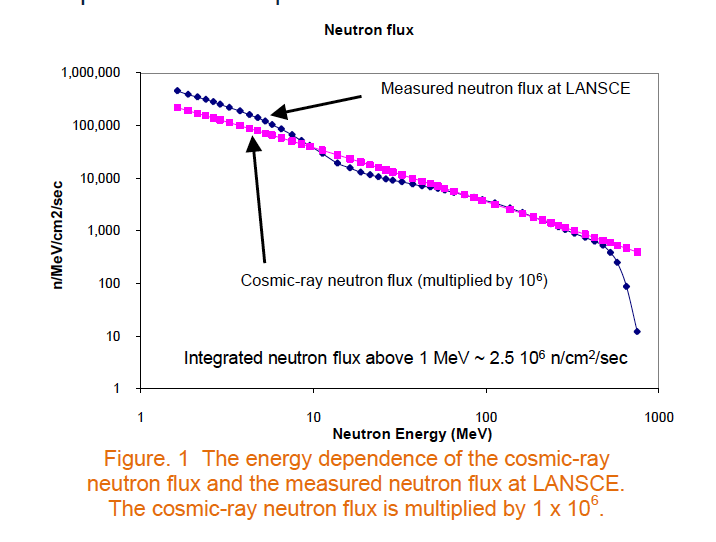 Neutron flux
1,000,000
100,000
10,000
1,000
100
10
1
n/MeV/cm2/sec
Measured neutron flux at LANSCE
Cosmic-ray neutron flux (multiplied by 10⁶)
Integrated neutron flux above 1 MeV ~ 2.5 10⁶ n/cm²/sec
1
10
100
1000
Neutron Energy (MeV)
Figure. 1 The energy dependence of the cosmic-ray
neutron flux and the measured neutron flux at LANSCE.
The cosmic-ray neutron flux is multiplied by 1 x 10⁶.